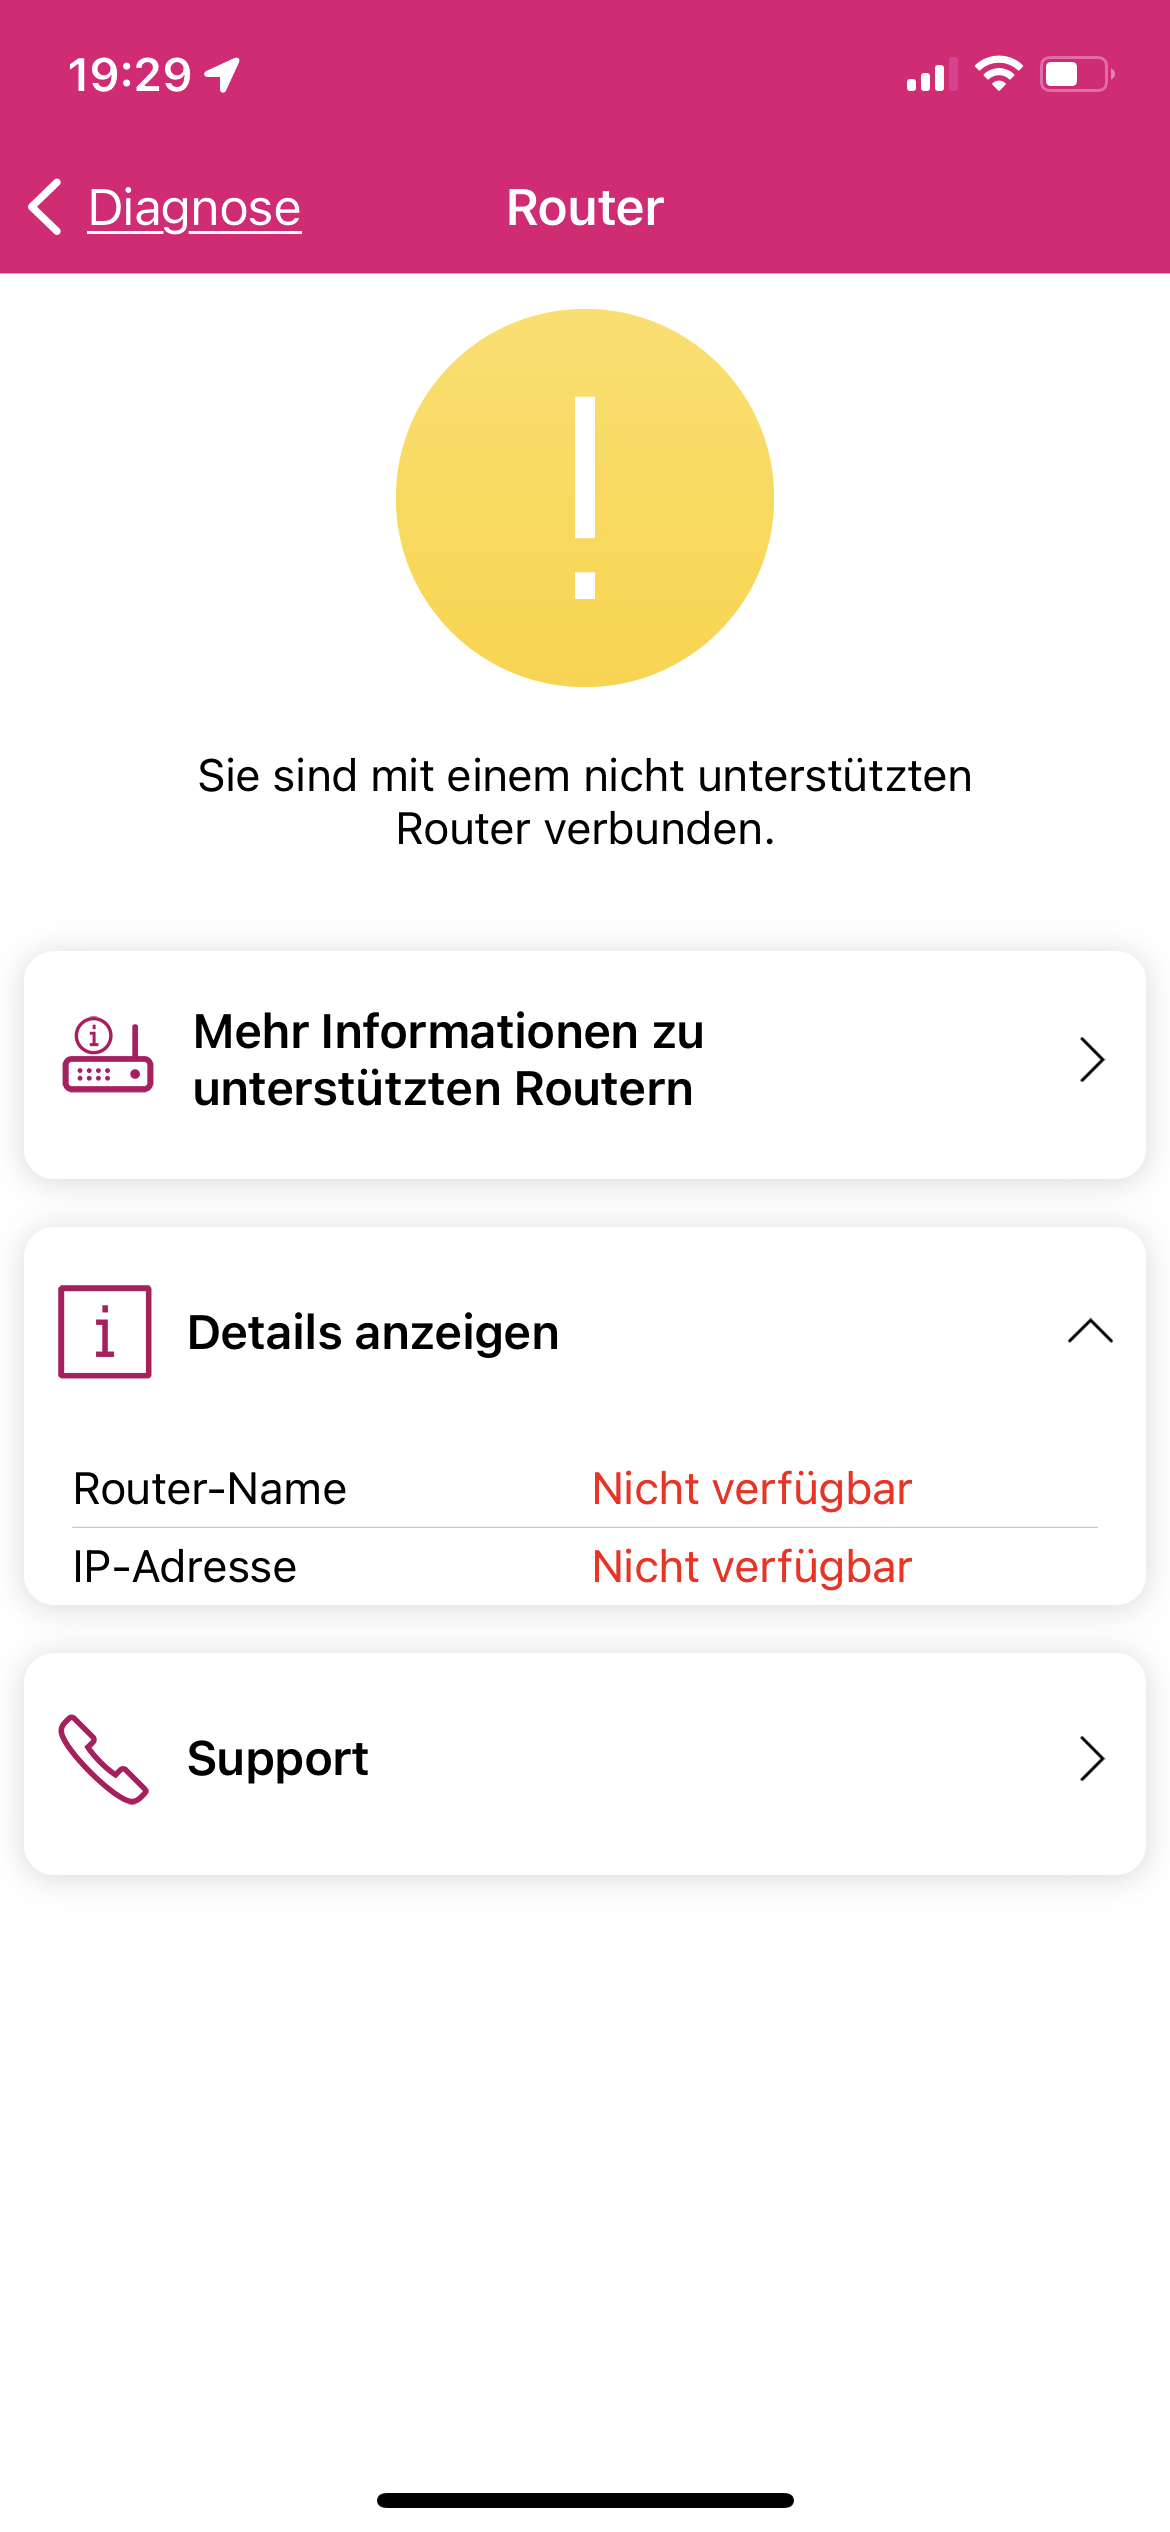 19:29
Diagnose
Router
Sie sind mit einem nicht unterstützten
Router verbunden.
Mehr Informationen zu
unterstützten Routern
Details anzeigen
Router-Name Nicht verfügbar
IP-Adresse Nicht verfügbar
Support